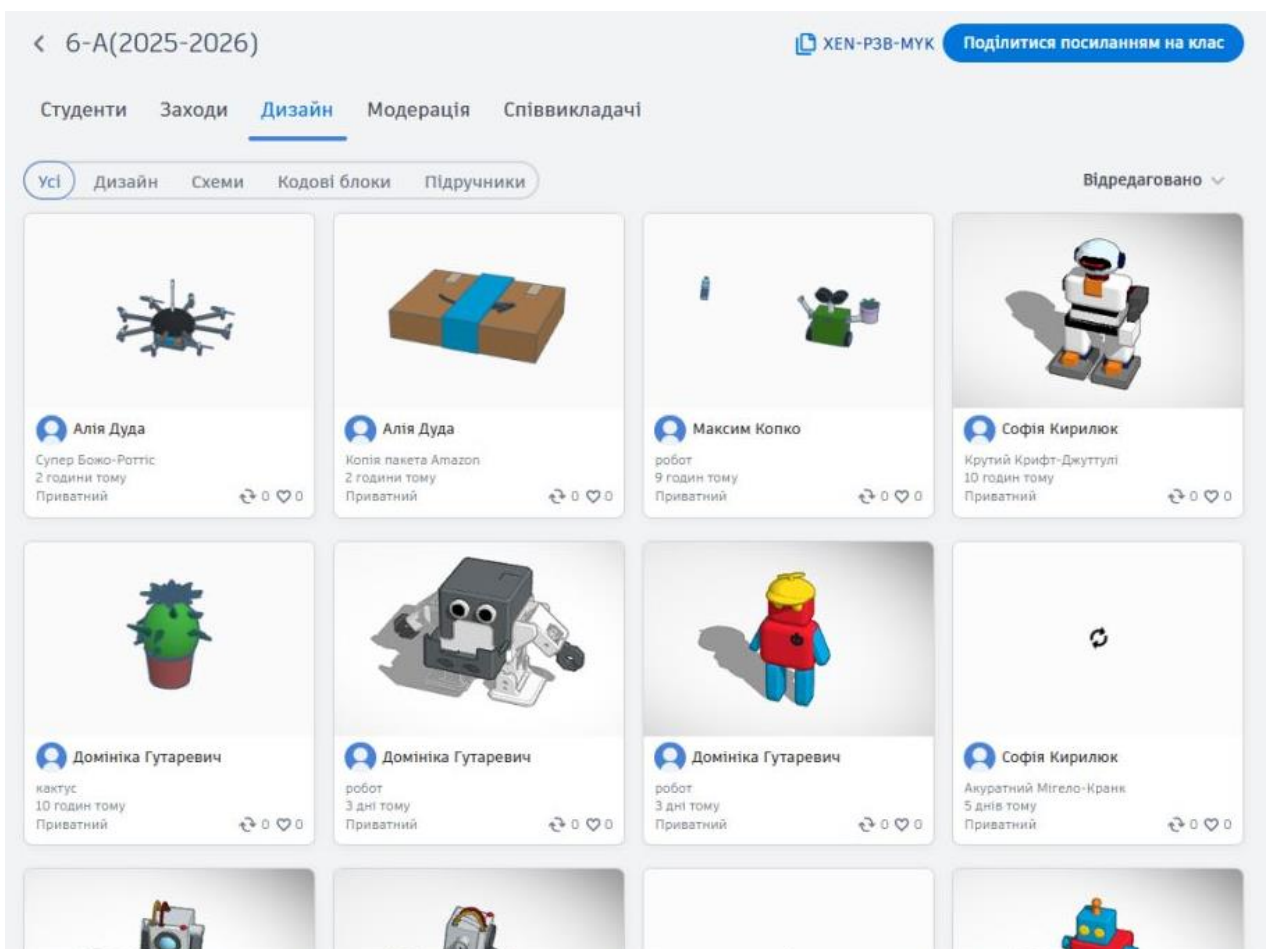 6-А(2025-2026)
XEN-P3B-MYK
Поділитися посиланням на клас
Студенти Заходи Дизайн Модерація Співвикладачі
Усі Дизайн Схеми Кодові блоки Підручники
Відредаговано
Алія Дуда
Супер Божо-Роттіс
2 години тому
Приватний 0 0
Алія Дуда
Копія пакета Amazon
2 години тому
Приватний 0 0
Максим Копко
робот
9 годин тому
Приватний 0 0
Софія Кирилюк
Крутий Крифт-Джуттулі
10 годин тому
Приватний 0 0
Домініка Гутаревич
кактус
10 годин тому
Приватний 0 0
Домініка Гутаревич
робот
3 дні тому
Приватний 0 0
Домініка Гутаревич
робот
3 дні тому
Приватний 0 0
Софія Кирилюк
Акуратний Мігело-Кранк
5 днів тому
Приватний 0 0